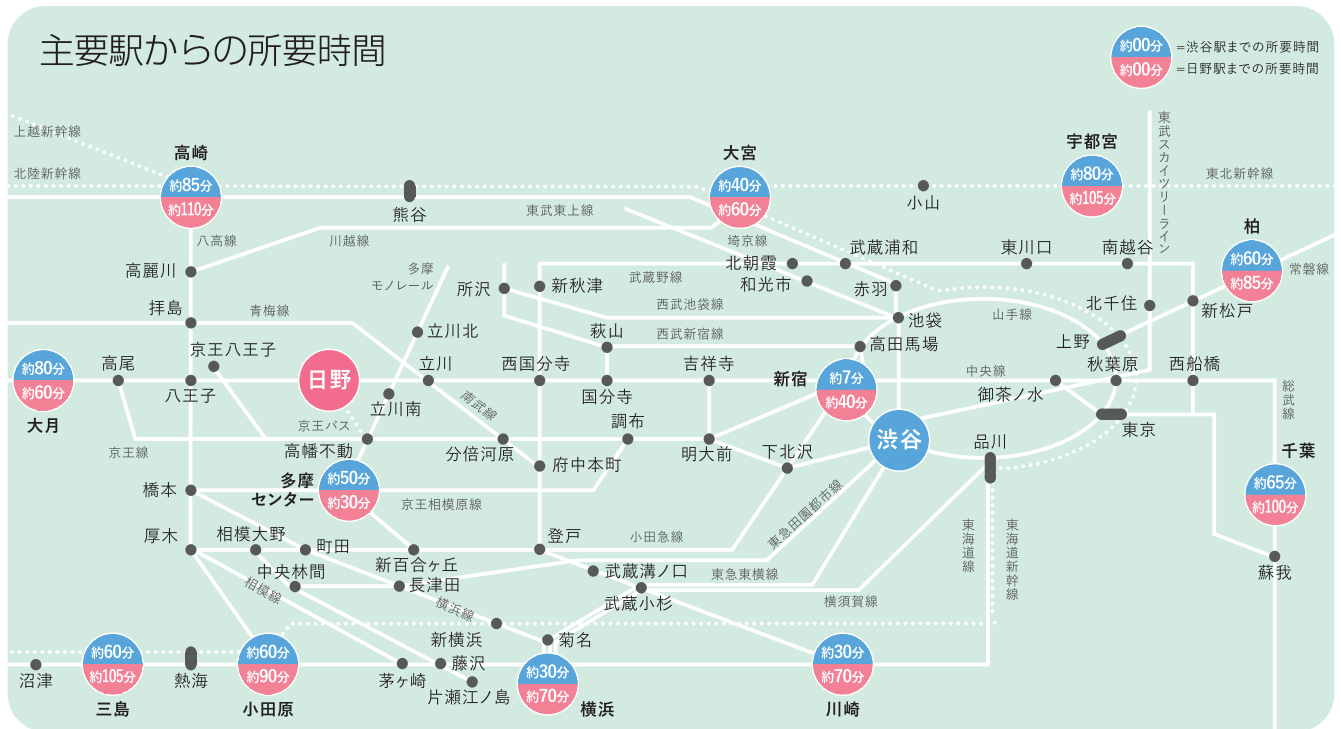 主要駅からの所要時間
約00分
=渋谷駅までの所要時間
約00分
=日野駅までの所要時間
上越新幹線
北陸新幹線
高崎
約85分
約110分
熊谷
東武東上線
大宮
約40分
約60分
小山
宇都宮
約80分
約105分
東武スカイツリーライン
東北新幹線
柏
約60分
約85分
常磐線
八高線
川越線
埼京線
高麗川
多摩
モノレール
所沢
新秋津
武蔵野線
北朝霞
和光市
武蔵浦和
赤羽
東川口
南越谷
北千住
新松戸
拝島
青梅線
立川北
西武池袋線
池袋
山手線
上野
萩山
西武新宿線
高田馬場
京王八王子
高尾
約80分
約60分
大月
八王子
日野
立川
立川南
西国分寺
国分寺
吉祥寺
新宿
約7分
約40分
中央線
御茶ノ水
秋葉原
西船橋
総武線
南武線
京王バス
調布
東京
京王線
高幡不動
分倍河原
府中本町
明大前
下北沢
渋谷
品川
千葉
約65分
約100分
多摩
センター
約50分
約30分
橋本
京王相模原線
東急田園都市線
厚木
相模大野
町田
新百合ヶ丘
登戸
小田急線
東海道線
東海道新幹線
蘇我
中央林間
相模線
長津田
武蔵溝ノ口
東急東横線
武蔵小杉
横須賀線
横浜線
新横浜
菊名
沼津
約60分
約105分
三島
熱海
約60分
約90分
小田原
茅ヶ崎
藤沢
片瀬江ノ島
約30分
約70分
横浜
約30分
約70分
川崎